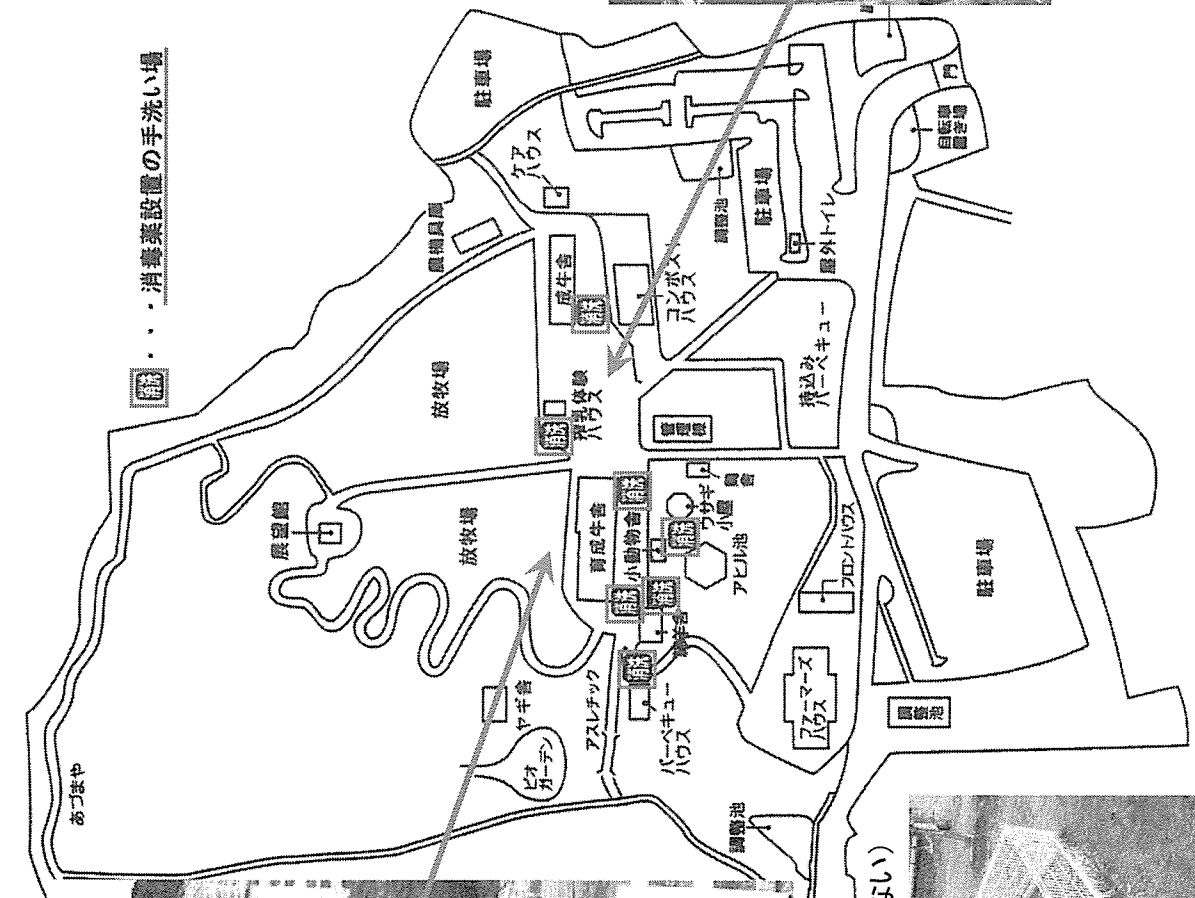 ・・・消毒薬設置の手洗い場
駐車場
ケア
ハウス
農機具庫
成牛舎
コンポスト
ハウス
調整池
駐車場
屋外トイレ
門
自転車
置き場
放牧場
搾乳体験
ハウス
管理棟
持込み
バーベキュー
展望館
放牧場
育成牛舎
小動物舎
ウサギ
小屋
アヒル池
フロントハウス
駐車場
あづまや
ヤギ舎
ビオ
ガーデン
アスレチック
バーベキュー
ハウス
ファーマーズ
ハウス
調整池
調整池
ない）